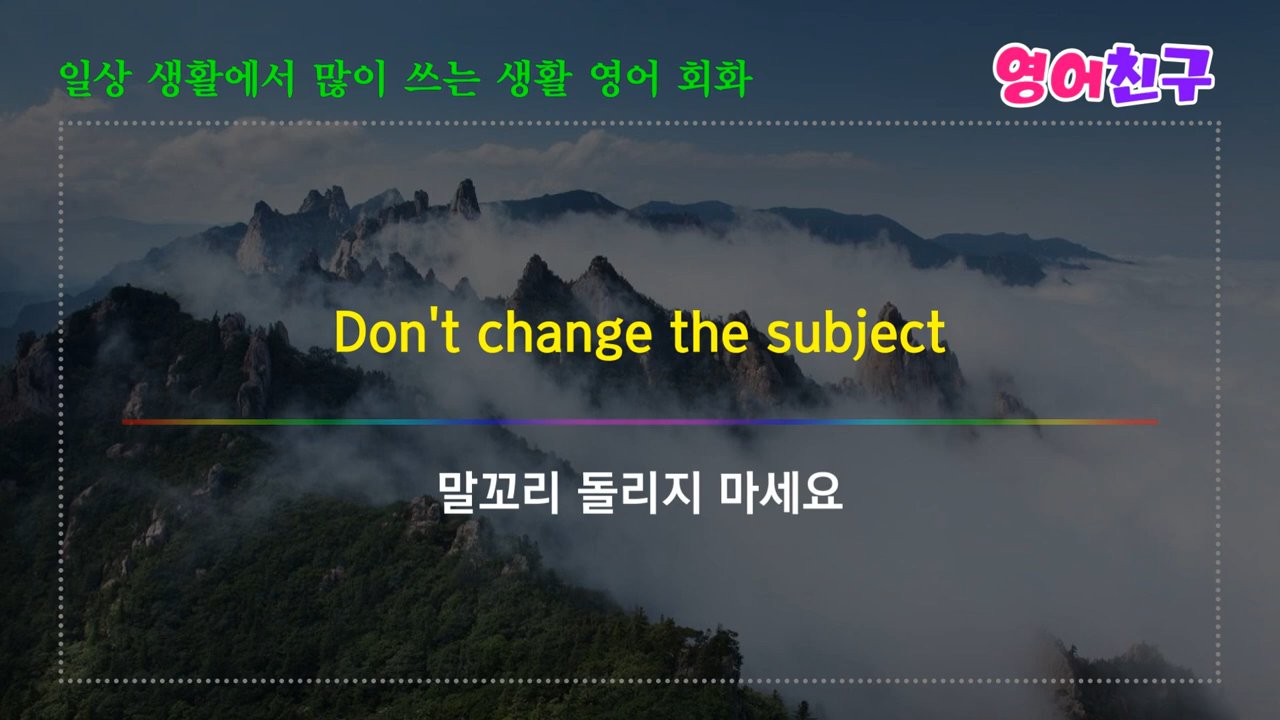 일상 생활에서 많이 쓰는 생활 영어 회화
영어친구
Don't change the subject
말꼬리 돌리지 마세요